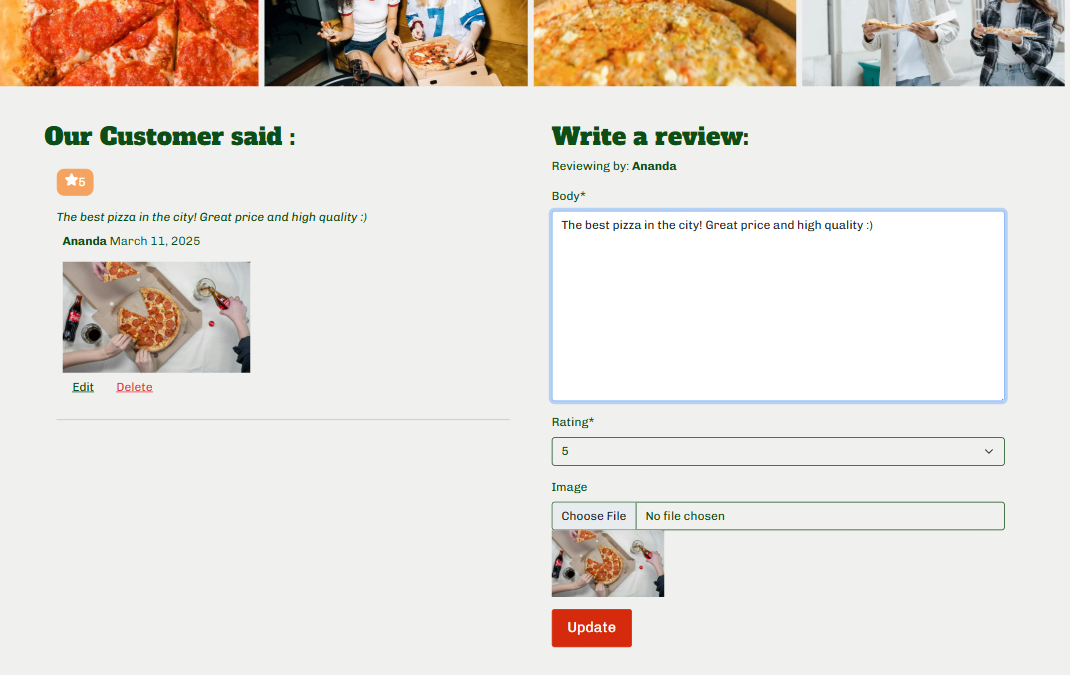 Our Customer said :
5
The best pizza in the city! Great price and high quality :)
Ananda March 11, 2025
Edit Delete
Write a review:
Reviewing by: Ananda
Body*
The best pizza in the city! Great price and high quality :)
Rating*
5
Image
Choose File No file chosen
Update